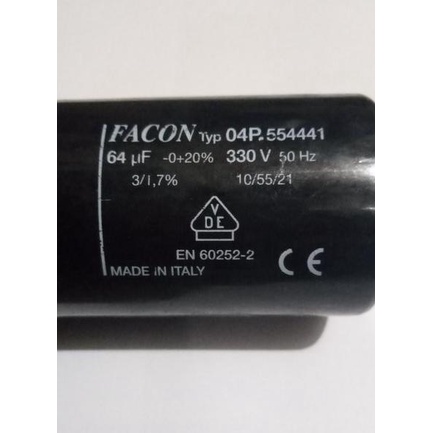 FACON Typ 04P.554441
64 µF -0+20% 330 V 50 Hz
3/1,7% 10/55/21
V
DE
EN 60252-2
MADE IN ITALY CE